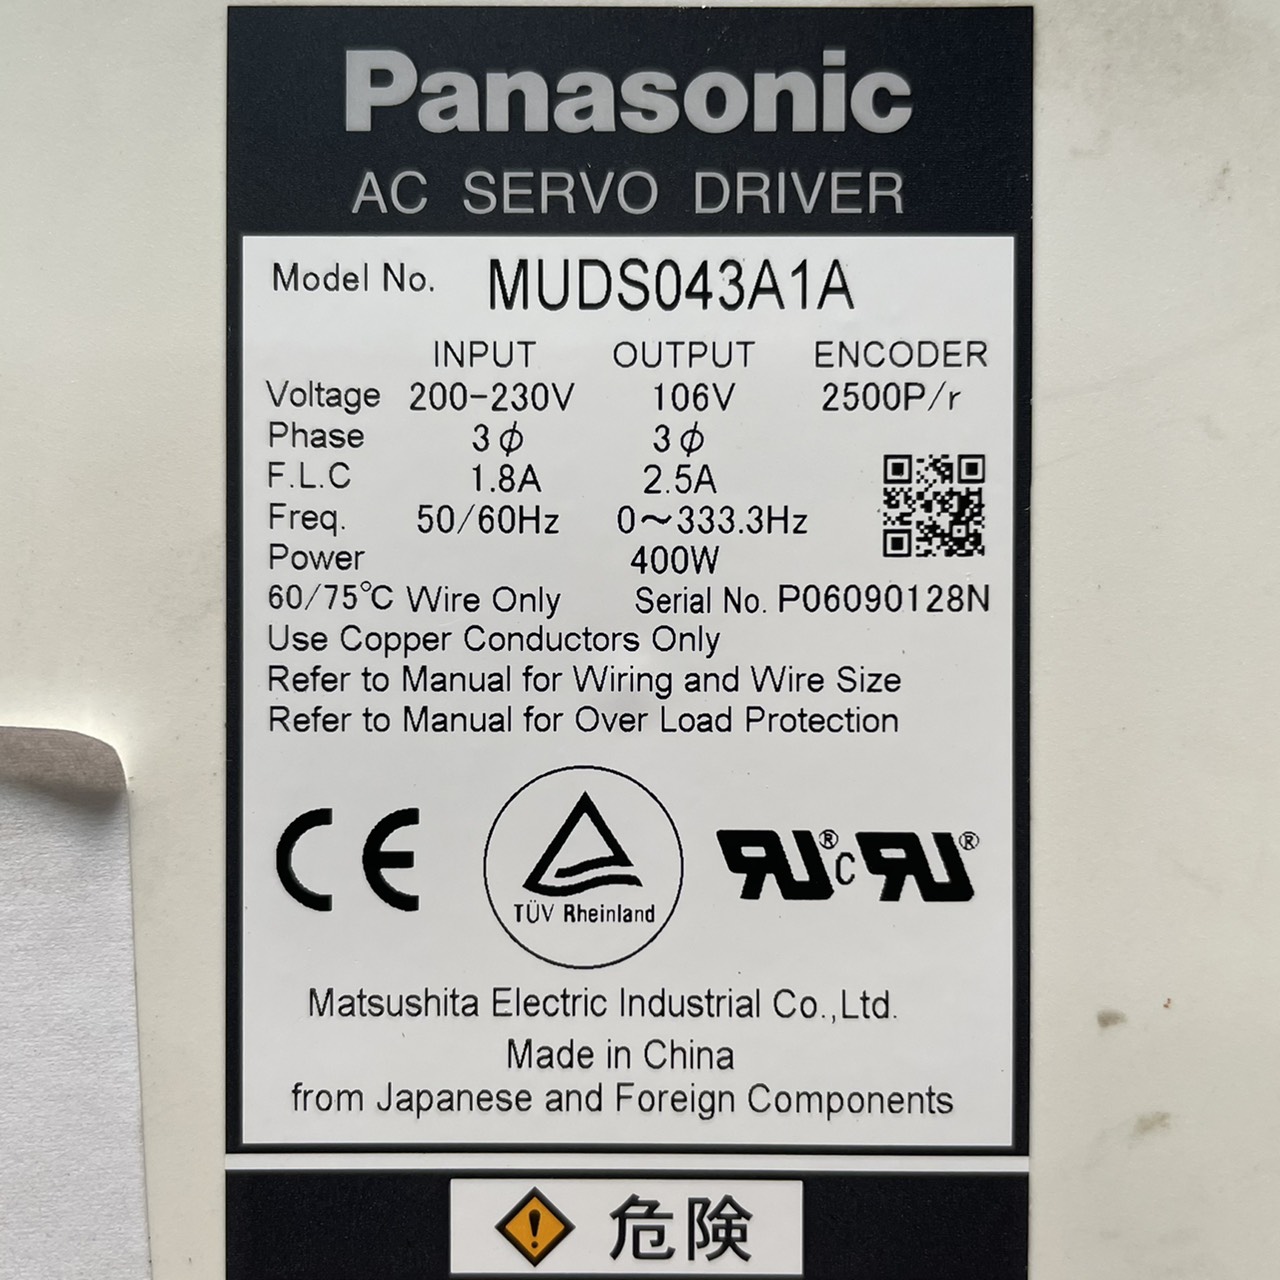 Panasonic
AC SERVO DRIVER
Model No. MUDS043A1A
INPUT OUTPUT ENCODER
Voltage 200-230V 106V 2500P/r
Phase 3ϕ 3ϕ
F.L.C 1.8A 2.5A
Freq. 50/60Hz 0～333.3Hz
Power 400W
60/75℃ Wire Only Serial No. P06090128N
Use Copper Conductors Only
Refer to Manual for Wiring and Wire Size
Refer to Manual for Over Load Protection
CE
TÜV Rheinland
RU® c RU®
Matsushita Electric Industrial Co.,Ltd.
Made in China
from Japanese and Foreign Components
危険